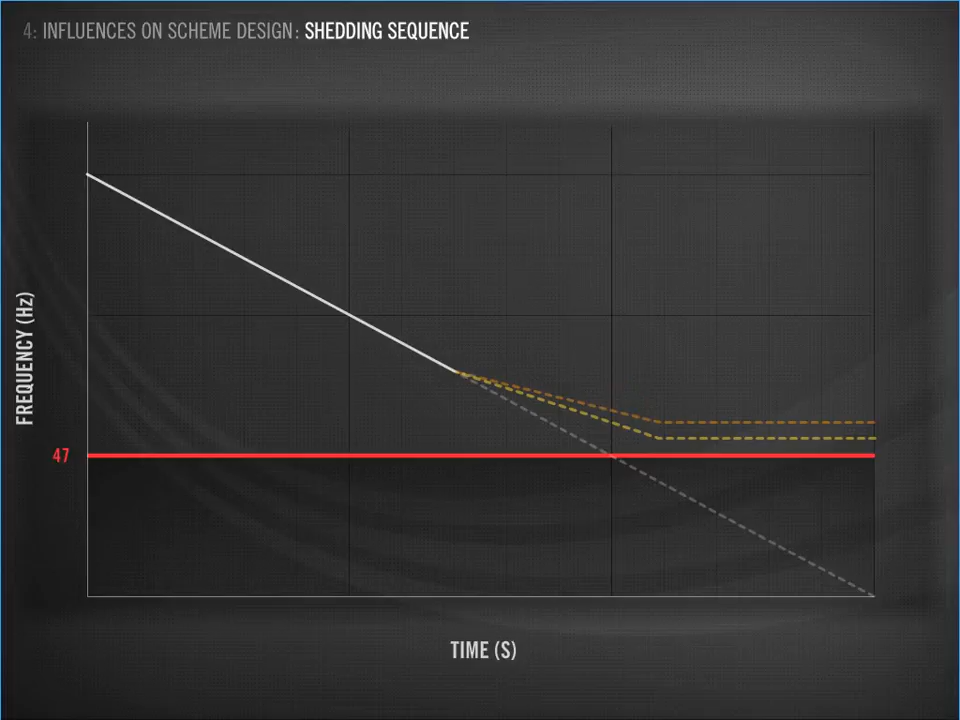 4: INFLUENCES ON SCHEME DESIGN: SHEDDING SEQUENCE
FREQUENCY (Hz)
47
TIME (S)